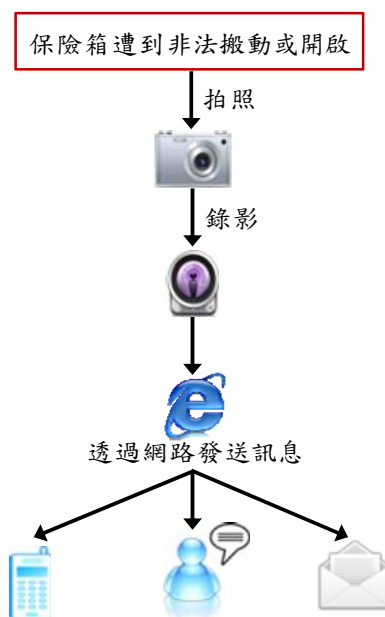 保險箱遭到非法搬動或開啟
拍照
錄影
透過網路發送訊息